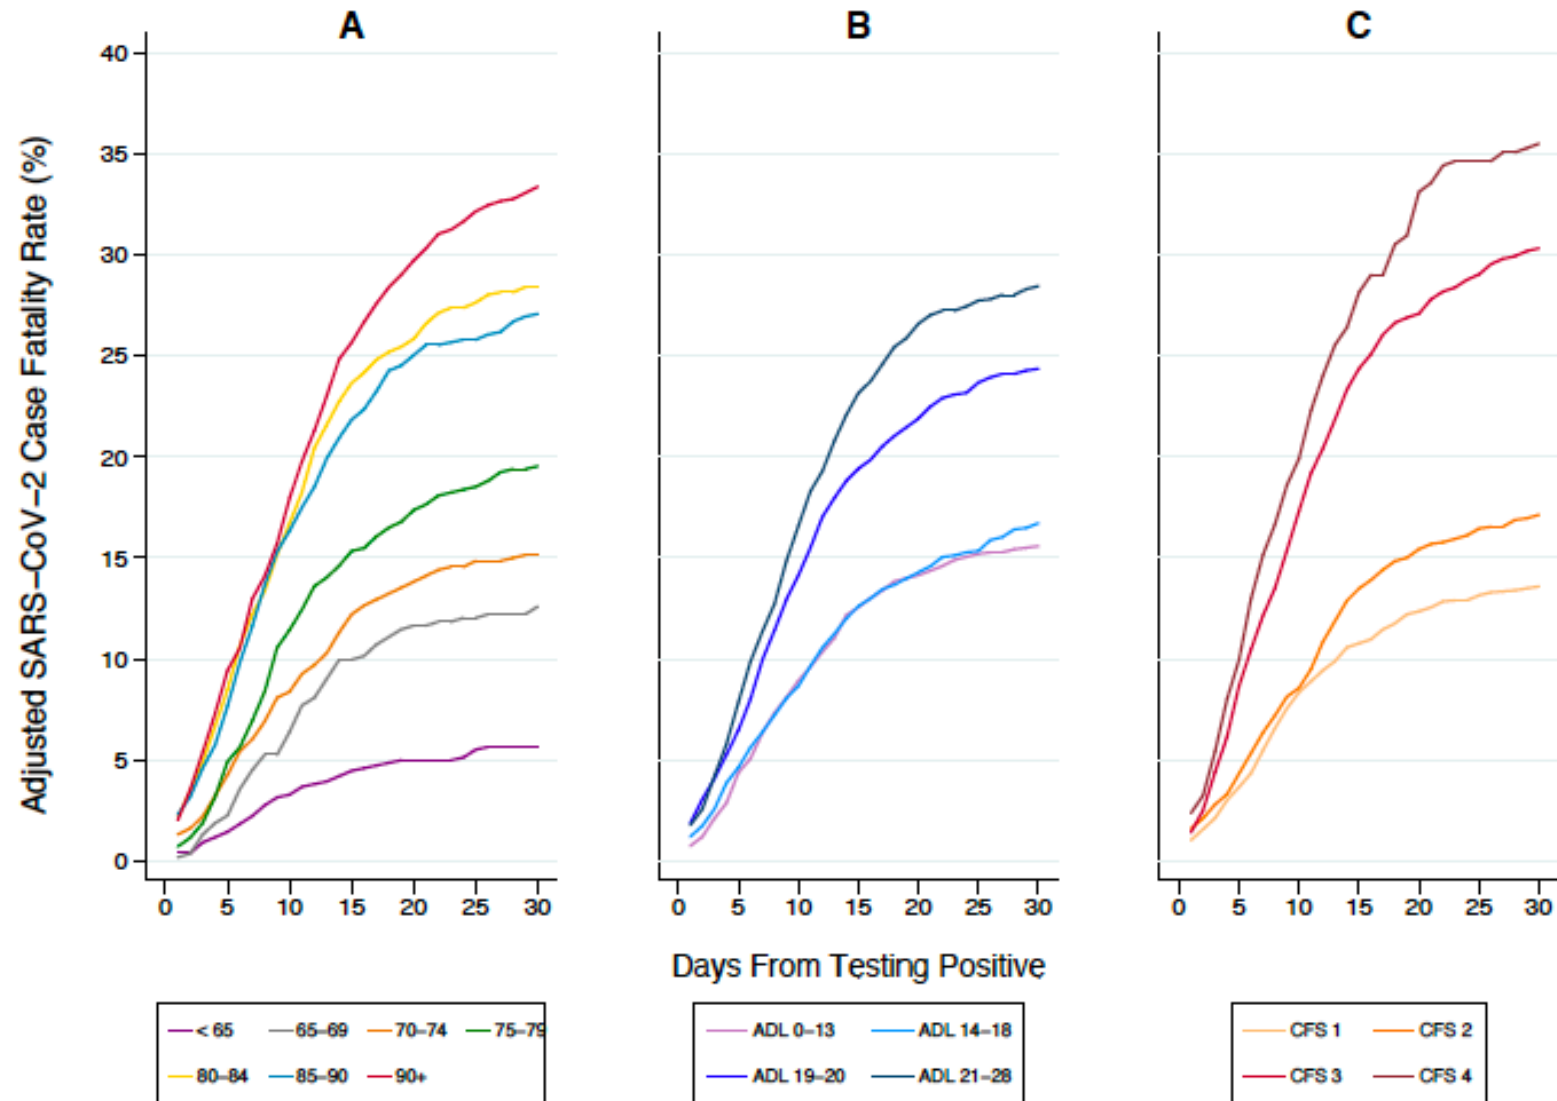 A B C
Adjusted SARS−CoV−2 Case Fatality Rate (%)
40
35
30
25
20
15
10
5
0
0 5 10 15 20 25 30
0 5 10 15 20 25 30
0 5 10 15 20 25 30
Days From Testing Positive
< 65 65−69 70−74 75−79
80−84 85−90 90+
ADL 0−13 ADL 14−18
ADL 19−20 ADL 21−28
CFS 1 CFS 2
CFS 3 CFS 4